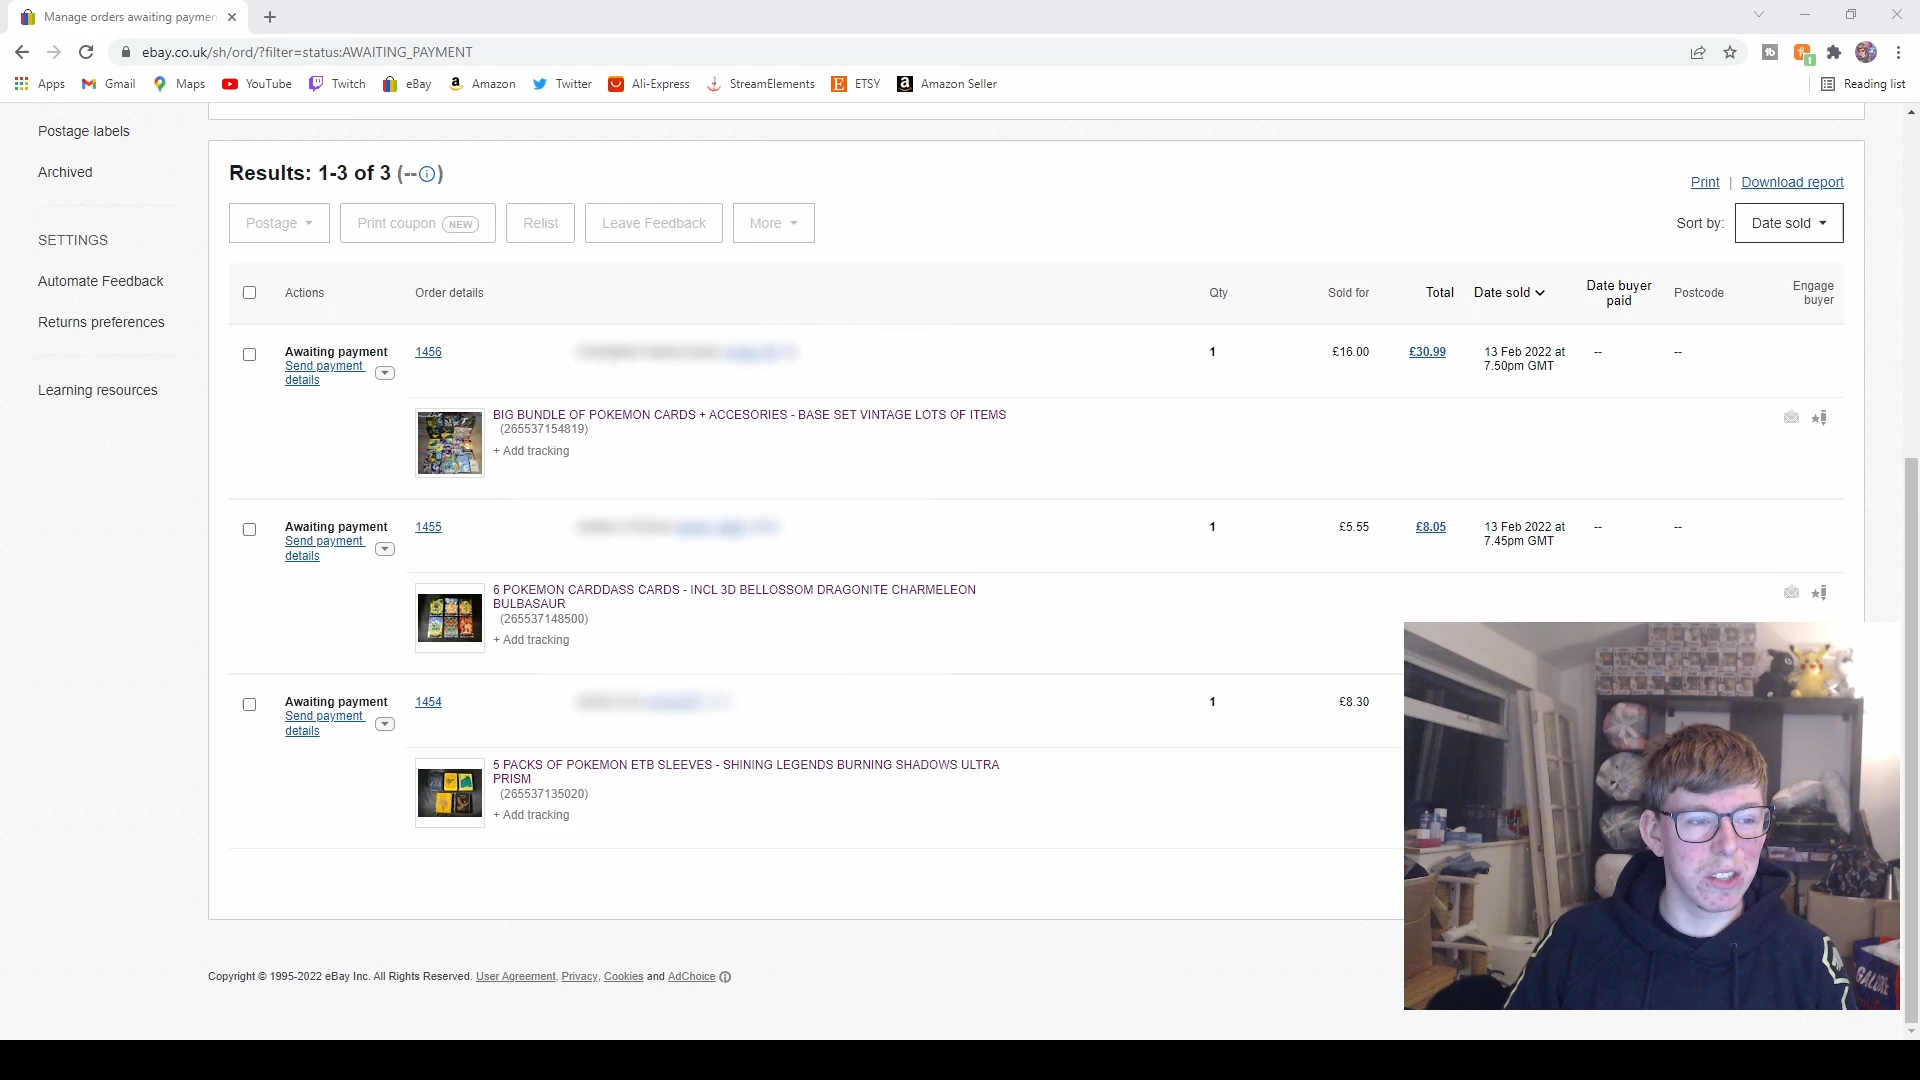 Manage orders awaiting paymen
ebay.co.uk/sh/ord/?filter=status:AWAITING_PAYMENT
Apps Gmail Maps YouTube Twitch eBay Amazon Twitter Ali-Express StreamElements ETSY Amazon Seller Reading list
Postage labels
Archived
SETTINGS
Automate Feedback
Returns preferences
Learning resources
Results: 1-3 of 3 (--)
Print | Download report
Postage Print coupon NEW Relist Leave Feedback More Sort by: Date sold
Actions Order details Qty Sold for Total Date sold Date buyer paid Postcode Engage buyer
Awaiting payment 1456 1 £16.00 £30.99 13 Feb 2022 at -- --
Send payment 7.50pm GMT
details
BIG BUNDLE OF POKEMON CARDS + ACCESORIES - BASE SET VINTAGE LOTS OF ITEMS
(265537154819)
+ Add tracking
Awaiting payment 1455 1 £5.55 £8.05 13 Feb 2022 at -- --
Send payment 7.45pm GMT
details
6 POKEMON CARDDASS CARDS - INCL 3D BELLOSSOM DRAGONITE CHARMELEON
BULBASAUR
(265537148500)
+ Add tracking
Awaiting payment 1454 1 £8.30
Send payment
details
5 PACKS OF POKEMON ETB SLEEVES - SHINING LEGENDS BURNING SHADOWS ULTRA
PRISM
(265537135020)
+ Add tracking
Copyright © 1995-2022 eBay Inc. All Rights Reserved. User Agreement, Privacy, Cookies and AdChoice
GALORE